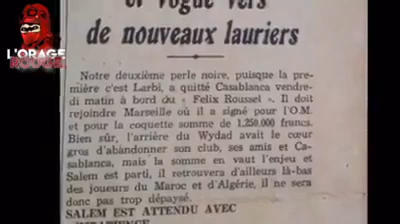 L'ORAGE
ROUSSEL
et vogue vers
de nouveaux lauriers
Notre deuxième perle noire, puisque la pre-
mière c'est Larbi, a quitté Casablanca vendre-
di matin à bord du « Felix Roussel ». Il doit
rejoindre Marseille où il a signé pour l'O.M.
et pour la coquette somme de 1.250.000 francs.
Bien sûr, l'arrière du Wydad avait le cœur
gros d'abandonner son club, ses amis et Ca-
sablanca, mais la somme en vaut l'enjeu et
Salem est parti, il retrouvera d'ailleurs là-bas
des joueurs du Maroc et d'Algérie, il ne sera
donc pas trop dépaysé.
SALEM EST ATTENDU AVEC